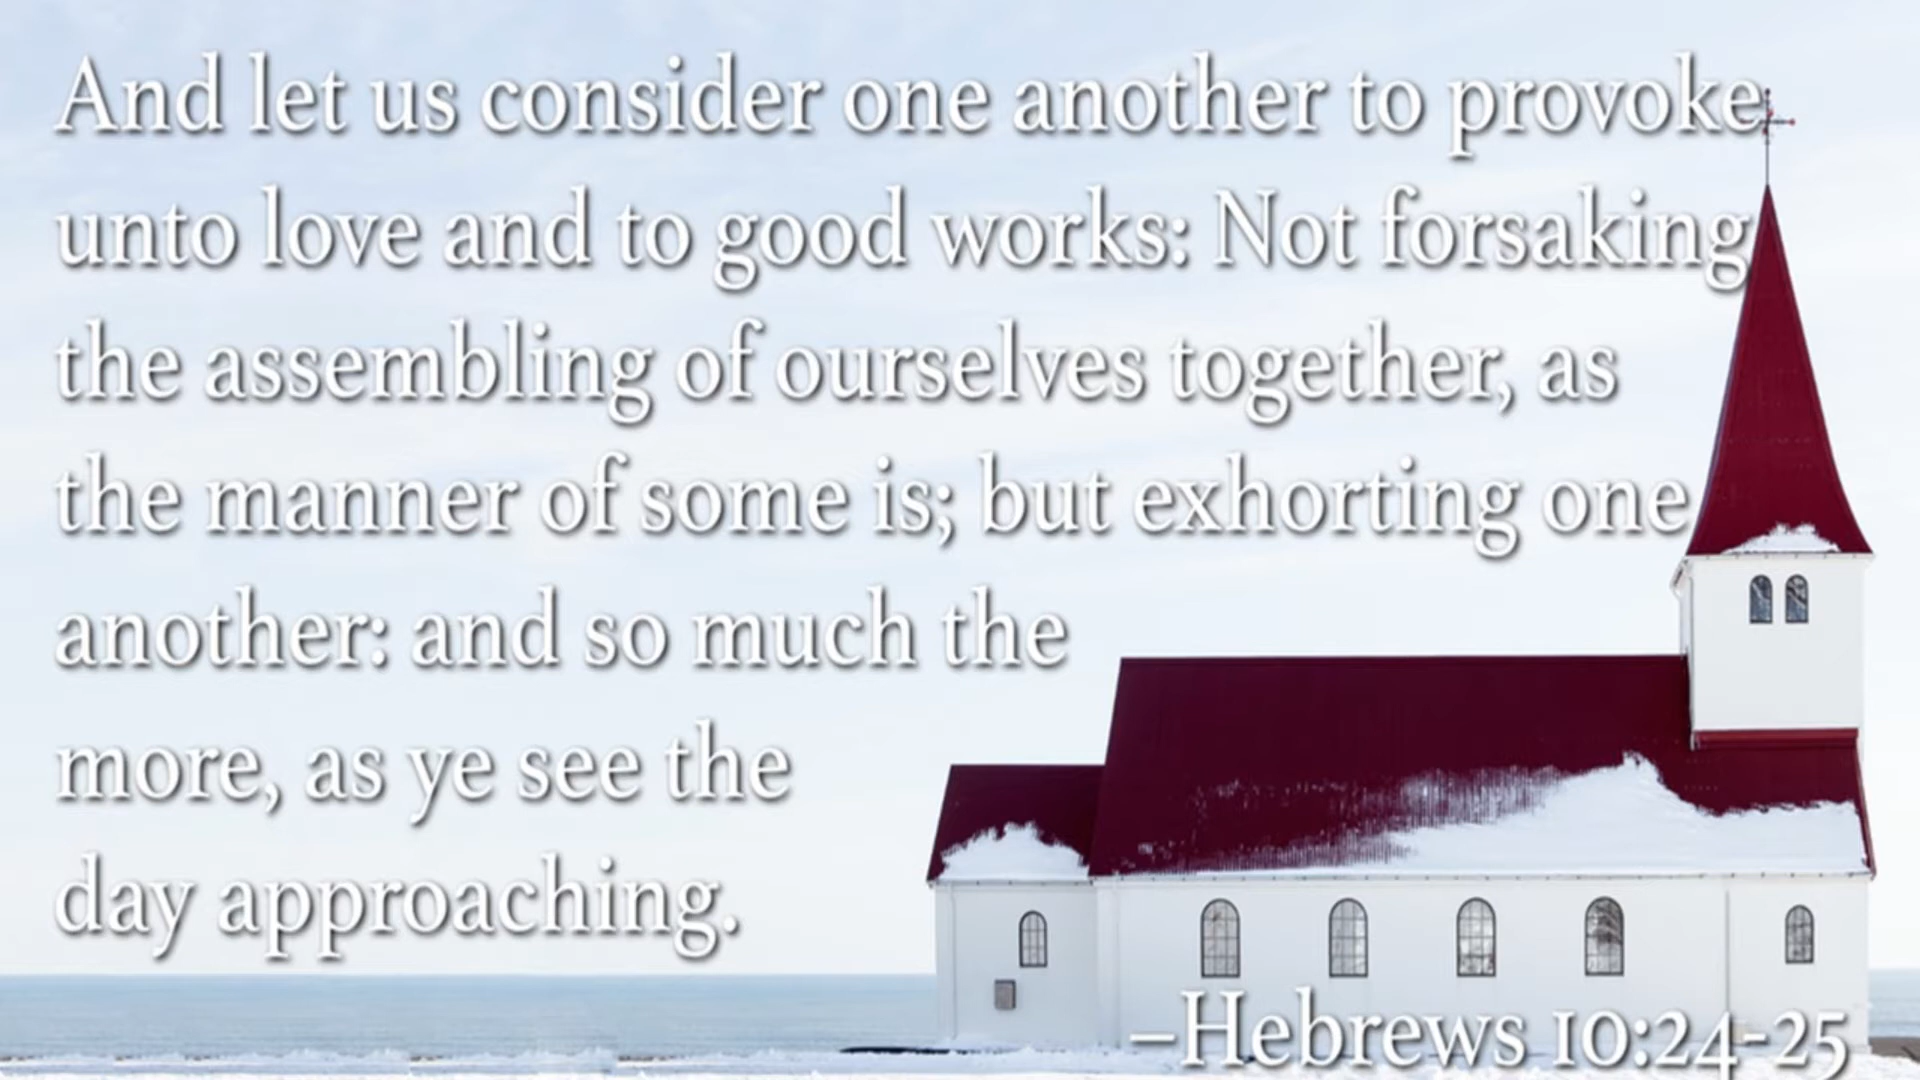 And let us consider one another to provoke
unto love and to good works: Not forsaking
the assembling of ourselves together, as
the manner of some is; but exhorting one
another: and so much the
more, as ye see the
day approaching.
–Hebrews 10:24-25